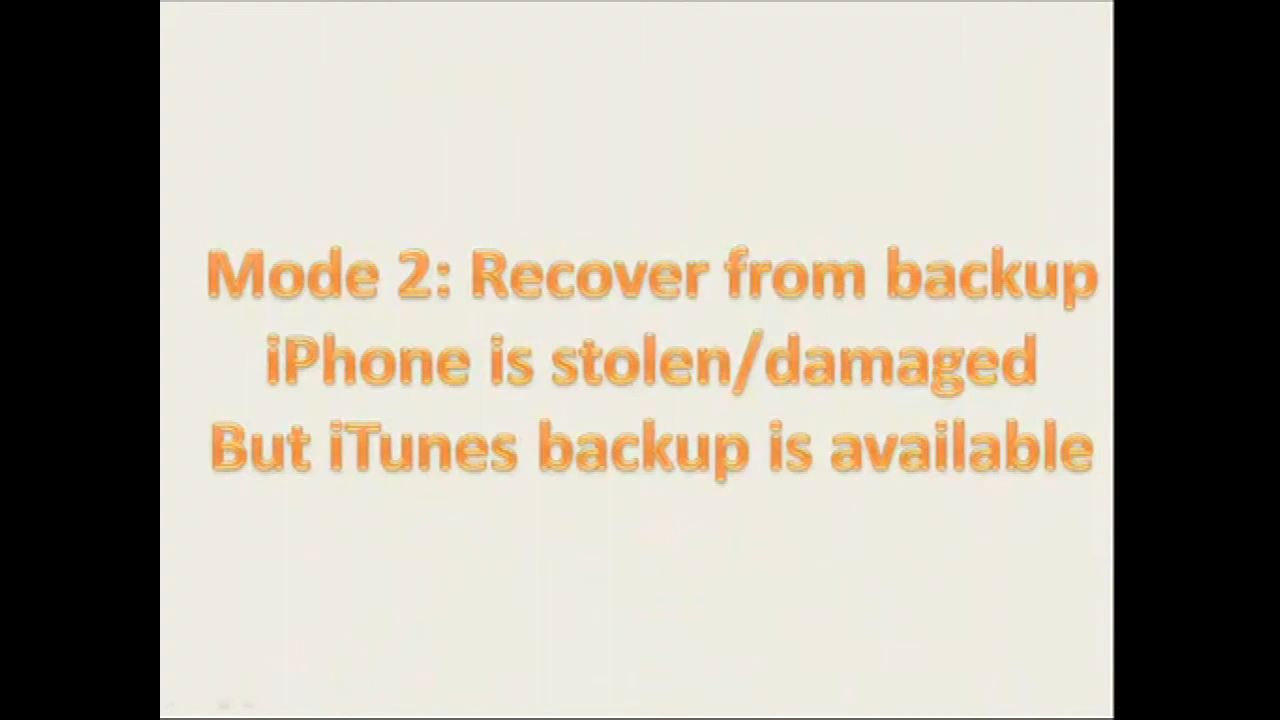 Mode 2: Recover from backup
iPhone is stolen/damaged
But iTunes backup is available